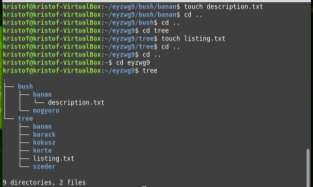 kristof@kristof-VirtualBox:~/eyzwg9/bush/banan$ touch description.txt
kristof@kristof-VirtualBox:~/eyzwg9/bush/banan$ cd ..
kristof@kristof-VirtualBox:~/eyzwg9/bush$ cd ..
kristof@kristof-VirtualBox:~/eyzwg9$ cd tree
kristof@kristof-VirtualBox:~/eyzwg9/tree$ touch listing.txt
kristof@kristof-VirtualBox:~/eyzwg9/tree$ cd ..
kristof@kristof-VirtualBox:~/eyzwg9$ cd ..
kristof@kristof-VirtualBox:~$ cd eyzwg9
kristof@kristof-VirtualBox:~/eyzwg9$ tree
.
├── bush
│   ├── banan
│   │   └── description.txt
│   └── mogyoro
└── tree
    ├── banan
    ├── barack
    ├── kokusz
    ├── korte
    ├── listing.txt
    └── szeder

9 directories, 2 files